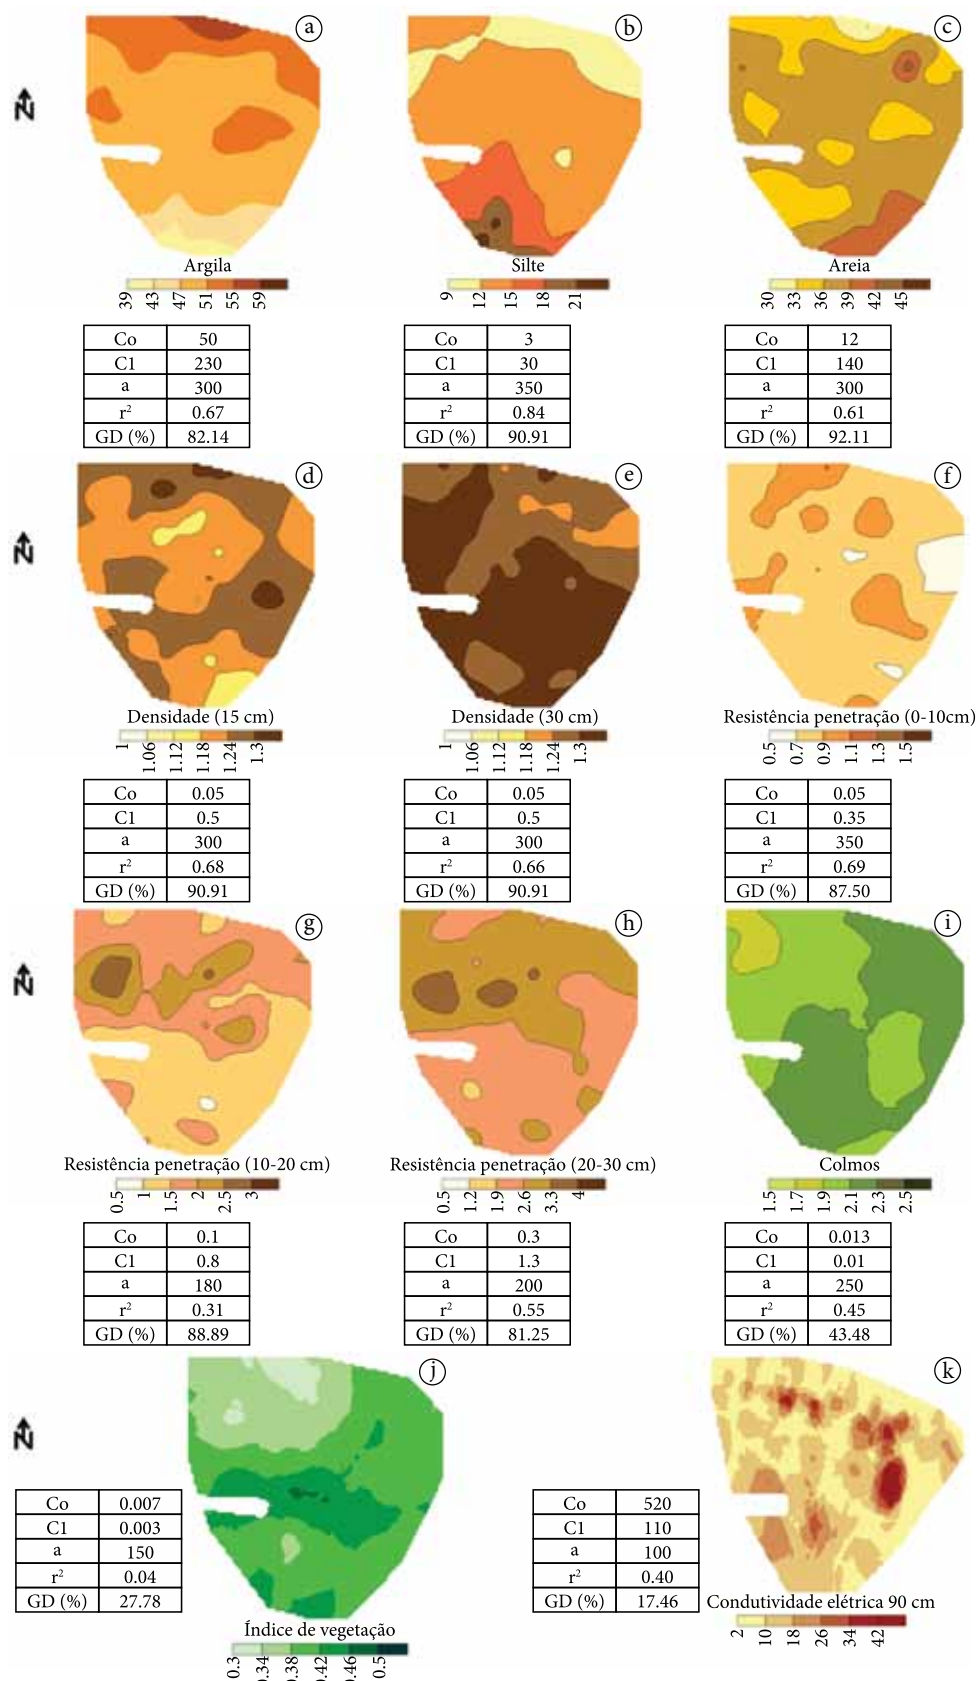 a
b
c
N
Argila
39 43 47 51 55 59
Silte
9 12 15 18 21
Areia
30 33 36 39 42 45
Co 50
C1 230
a 300
r² 0.67
GD (%) 82.14
Co 3
C1 30
a 350
r² 0.84
GD (%) 90.91
Co 12
C1 140
a 300
r² 0.61
GD (%) 92.11
d
e
f
N
Densidade (15 cm)
1 1.06 1.12 1.18 1.24 1.3
Densidade (30 cm)
1 1.06 1.12 1.18 1.24 1.3
Resistência penetração (0-10cm)
0.5 0.7 0.9 1.1 1.3 1.5
Co 0.05
C1 0.5
a 300
r² 0.68
GD (%) 90.91
Co 0.05
C1 0.5
a 300
r² 0.66
GD (%) 90.91
Co 0.05
C1 0.35
a 350
r² 0.69
GD (%) 87.50
g
h
i
N
Resistência penetração (10-20 cm)
0.5 1 1.5 2 2.5 3
Resistência penetração (20-30 cm)
0.5 1.2 1.9 2.6 3.3 4
Colmos
1.5 1.7 1.9 2.1 2.3 2.5
Co 0.1
C1 0.8
a 180
r² 0.31
GD (%) 88.89
Co 0.3
C1 1.3
a 200
r² 0.55
GD (%) 81.25
Co 0.013
C1 0.01
a 250
r² 0.45
GD (%) 43.48
j
k
N
Co 0.007
C1 0.003
a 150
r² 0.04
GD (%) 27.78
Índice de vegetação
0.3 0.34 0.38 0.42 0.46 0.5
Co 520
C1 110
a 100
r² 0.40
GD (%) 17.46
Condutividade elétrica 90 cm
2 10 18 26 34 42